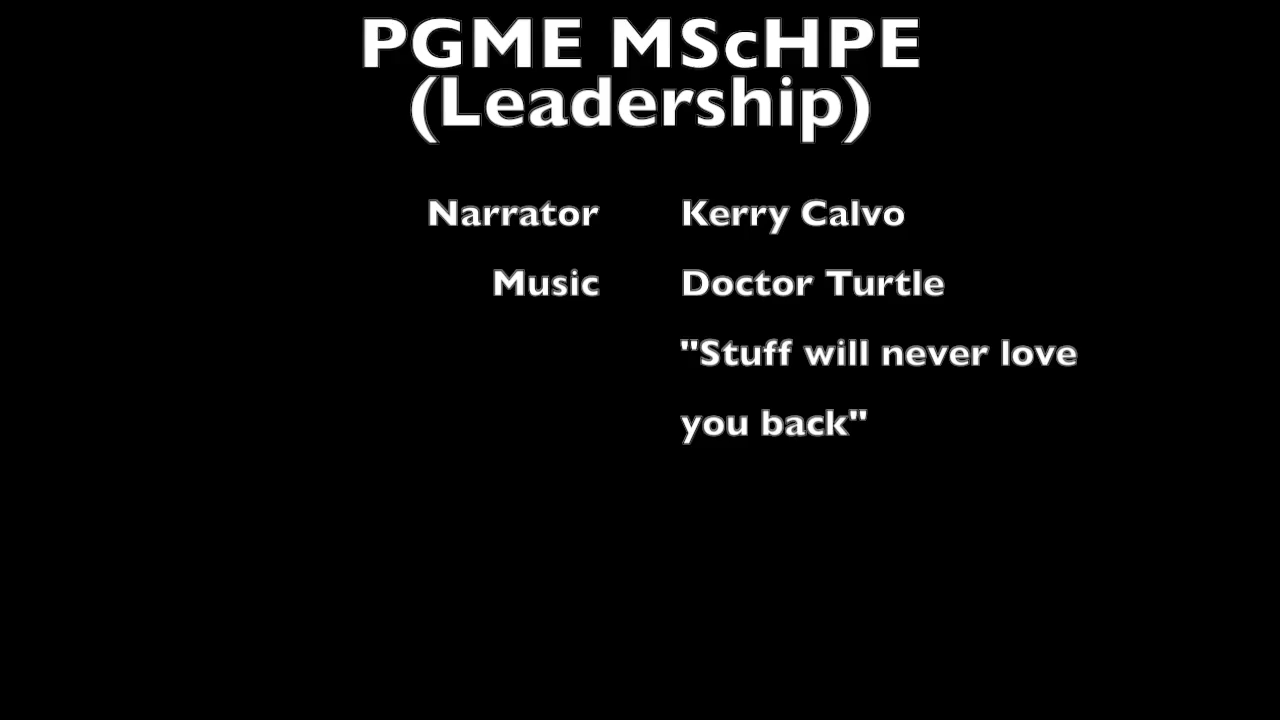 PGME MScHPE
(Leadership)
Narrator Kerry Calvo
Music Doctor Turtle
"Stuff will never love
you back"